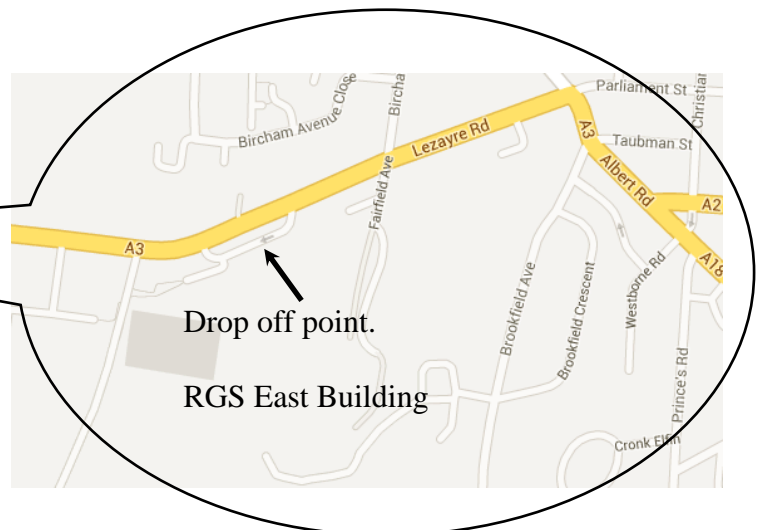 Parliament St
Christian
Bircham Avenue Close
Bircha
Lezayre Rd
A3
Taubman St
Albert Rd
A2
Fairfield Ave
A3
A18
Westborne Rd
Brookfield Ave
Brookfield Crescent
Drop off point.
RGS East Building
Prince's Rd
Cronk Elfin